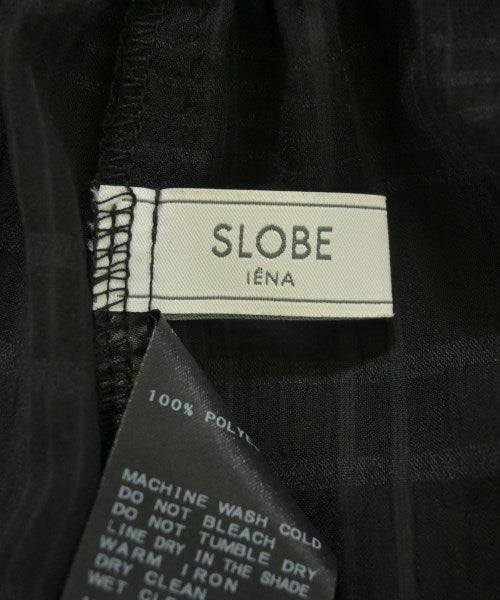 SLOBE
IÉNA
100%
MACHINE WASH COLD
DO NOT BLEACH
DO NOT TUMBLE DRY
LINE DRY IN THE SHADE
WARM IRON
DRY CLEAN
WET